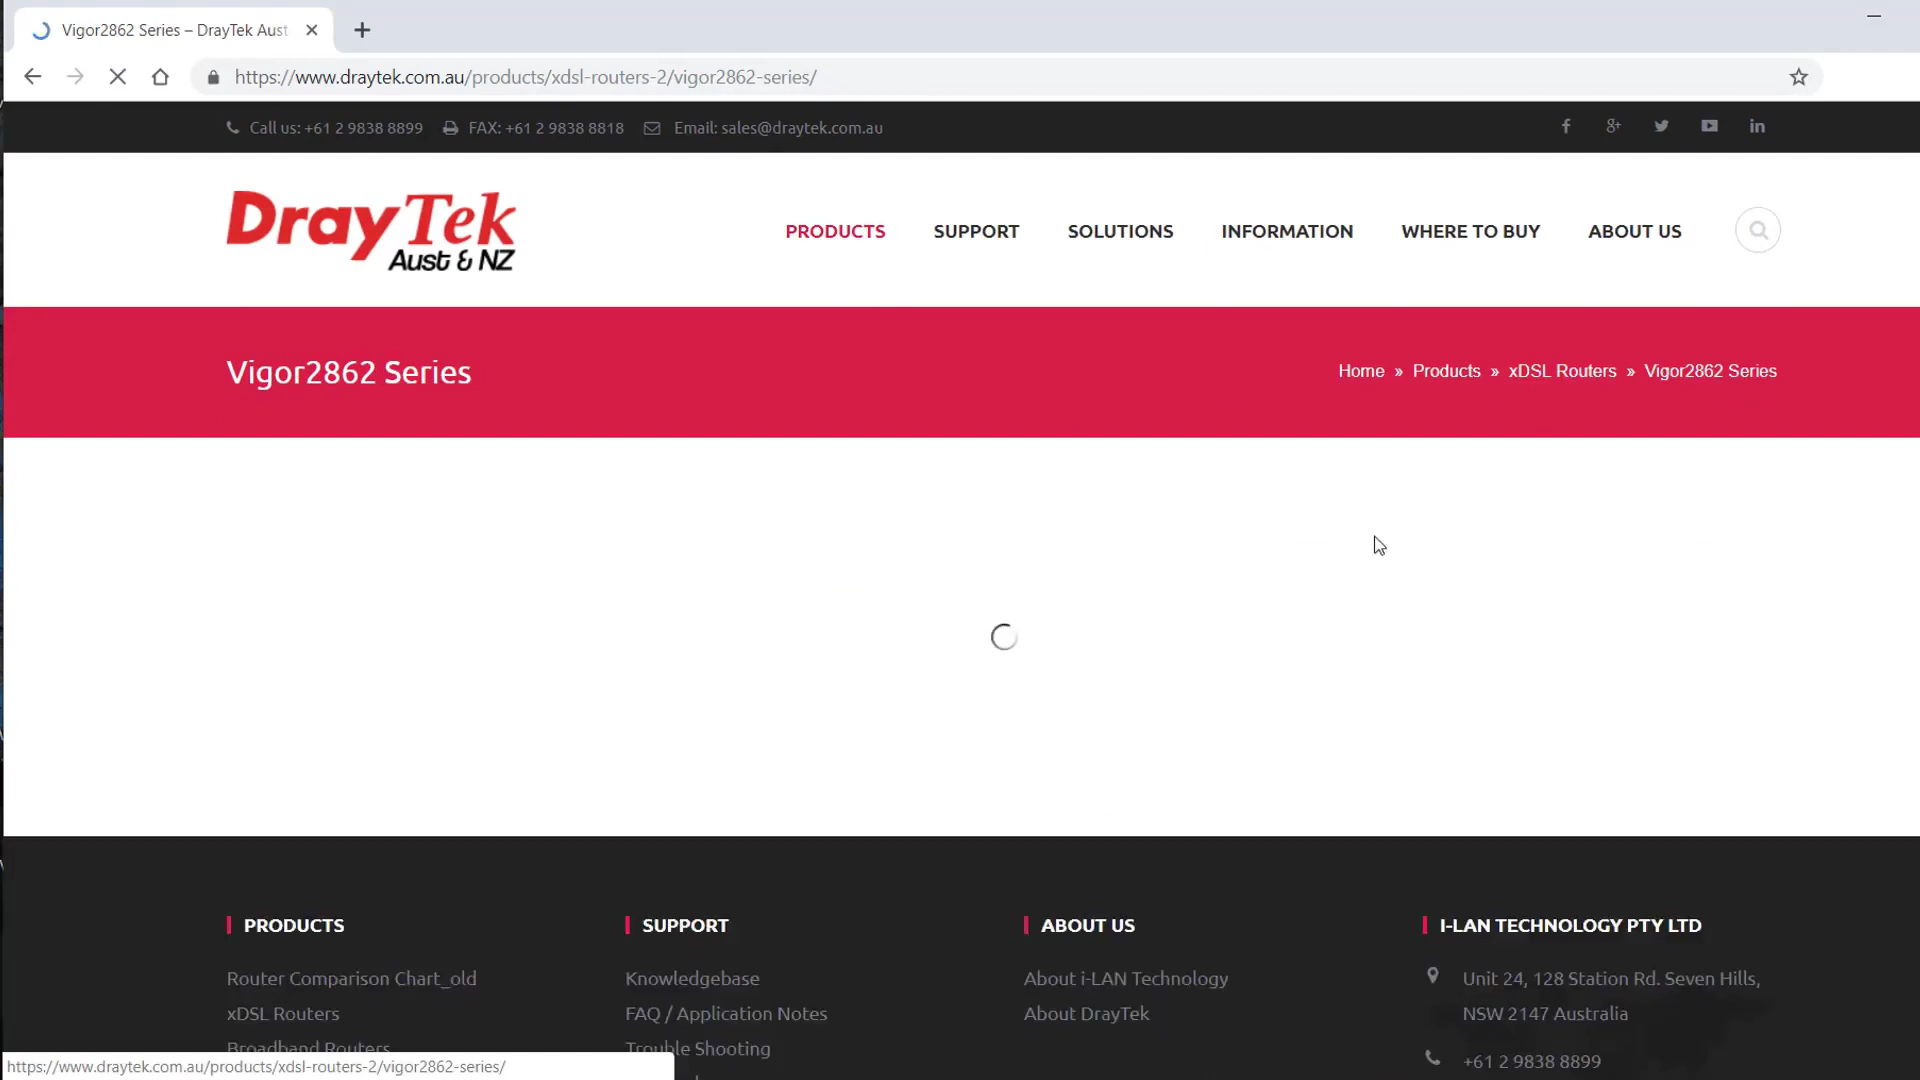 Vigor2862 Series – DrayTek Aust
https://www.draytek.com.au/products/xdsl-routers-2/vigor2862-series/
Call us: +61 2 9838 8899 FAX: +61 2 9838 8818 Email: sales@draytek.com.au
DrayTek
Aust & NZ
PRODUCTS SUPPORT SOLUTIONS INFORMATION WHERE TO BUY ABOUT US
Vigor2862 Series
Home » Products » xDSL Routers » Vigor2862 Series
PRODUCTS SUPPORT ABOUT US I-LAN TECHNOLOGY PTY LTD
Router Comparison Chart_old Knowledgebase About i-LAN Technology Unit 24, 128 Station Rd. Seven Hills,
xDSL Routers FAQ / Application Notes About DrayTek NSW 2147 Australia
Broadband Routers Trouble Shooting +61 2 9838 8899
https://www.draytek.com.au/products/xdsl-routers-2/vigor2862-series/